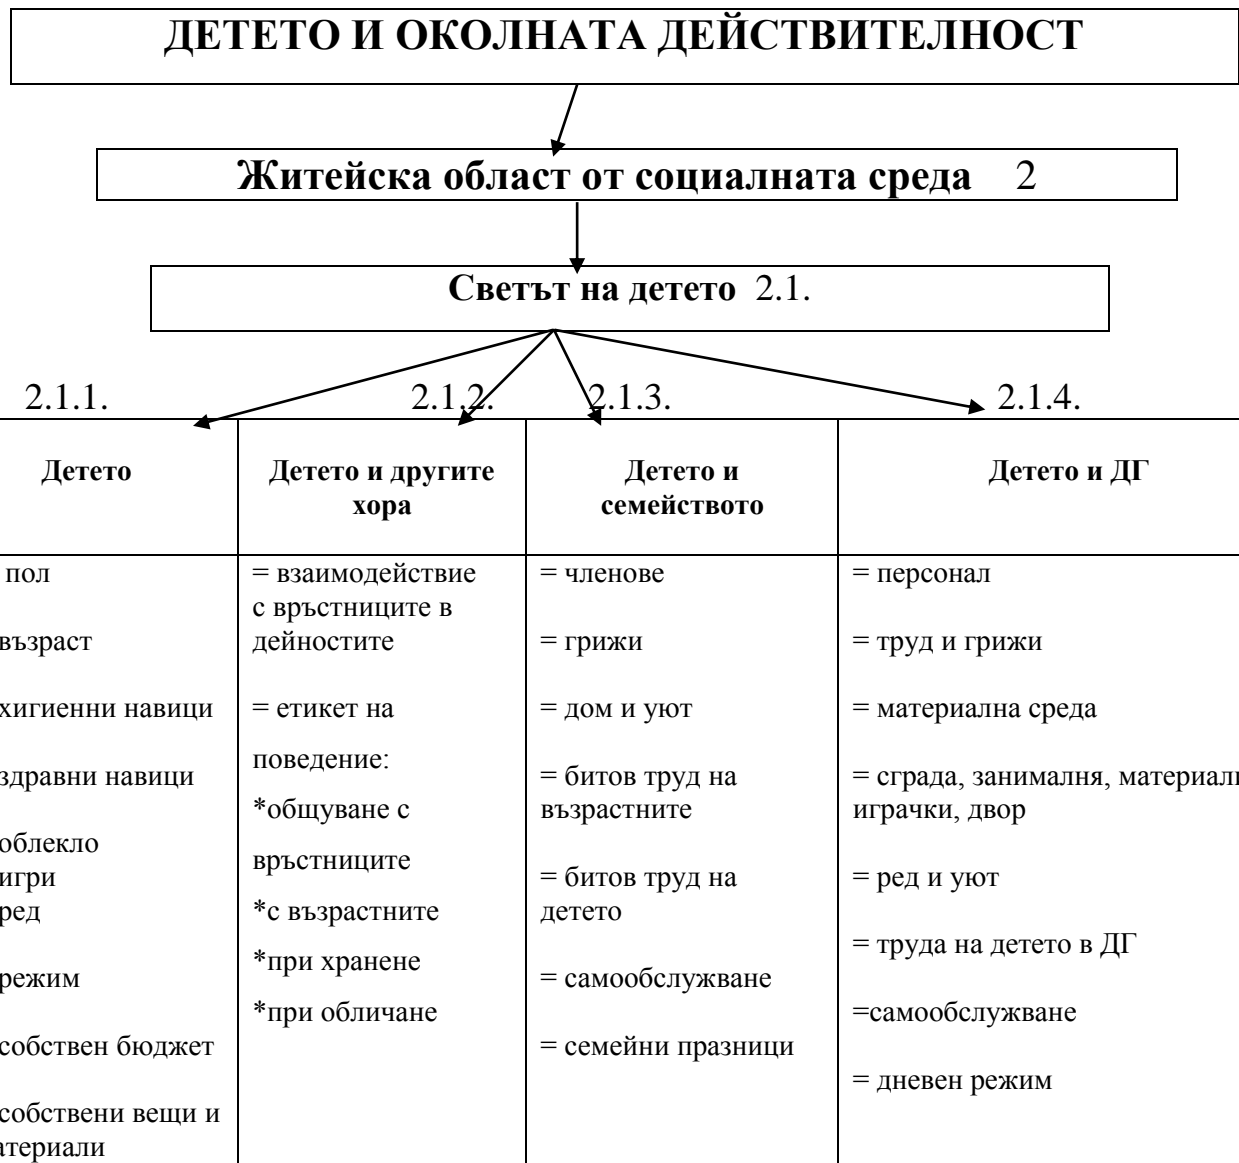 ДЕТЕТО И ОКОЛНАТА ДЕЙСТВИТЕЛНОСТ
Житейска област от социалната среда 2
Светът на детето 2.1.
2.1.1.
2.1.2.
2.1.3.
2.1.4.
Детето
Детето и другите
хора
Детето и
семейството
Детето и ДГ
пол
възраст
хигиенни навици
здравни навици
облекло
игри
ред
режим
собствен бюджет
собствени вещи и
атериали
= взаимодействие
с връстниците в
дейностите
= етикет на
поведение:
*общуване с
връстниците
*с възрастните
*при хранене
*при обличане
= членове
= грижи
= дом и уют
= битов труд на
възрастните
= битов труд на
детето
= самообслужване
= семейни празници
= персонал
= труд и грижи
= материална среда
= сграда, занималня, материал
играчки, двор
= ред и уют
= труда на детето в ДГ
=самообслужване
= дневен режим